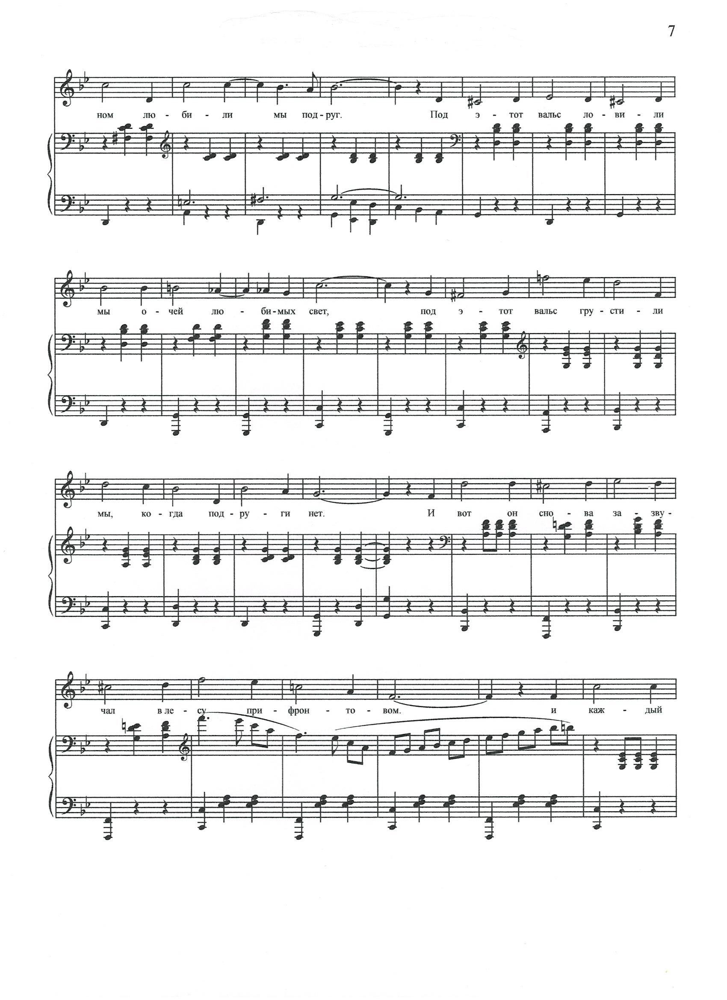 7
ном лю - би - ли мы под - руг. Под э - тот вальс ло - ви - ли
мы о - чей лю - би - мых свет, под э - тот вальс гру - сти - ли
мы, ко - гда под - ру - ги нет. И вот он сно - ва за - зву -
чал в ле - су при - фрон - то - вом. и каж - дый